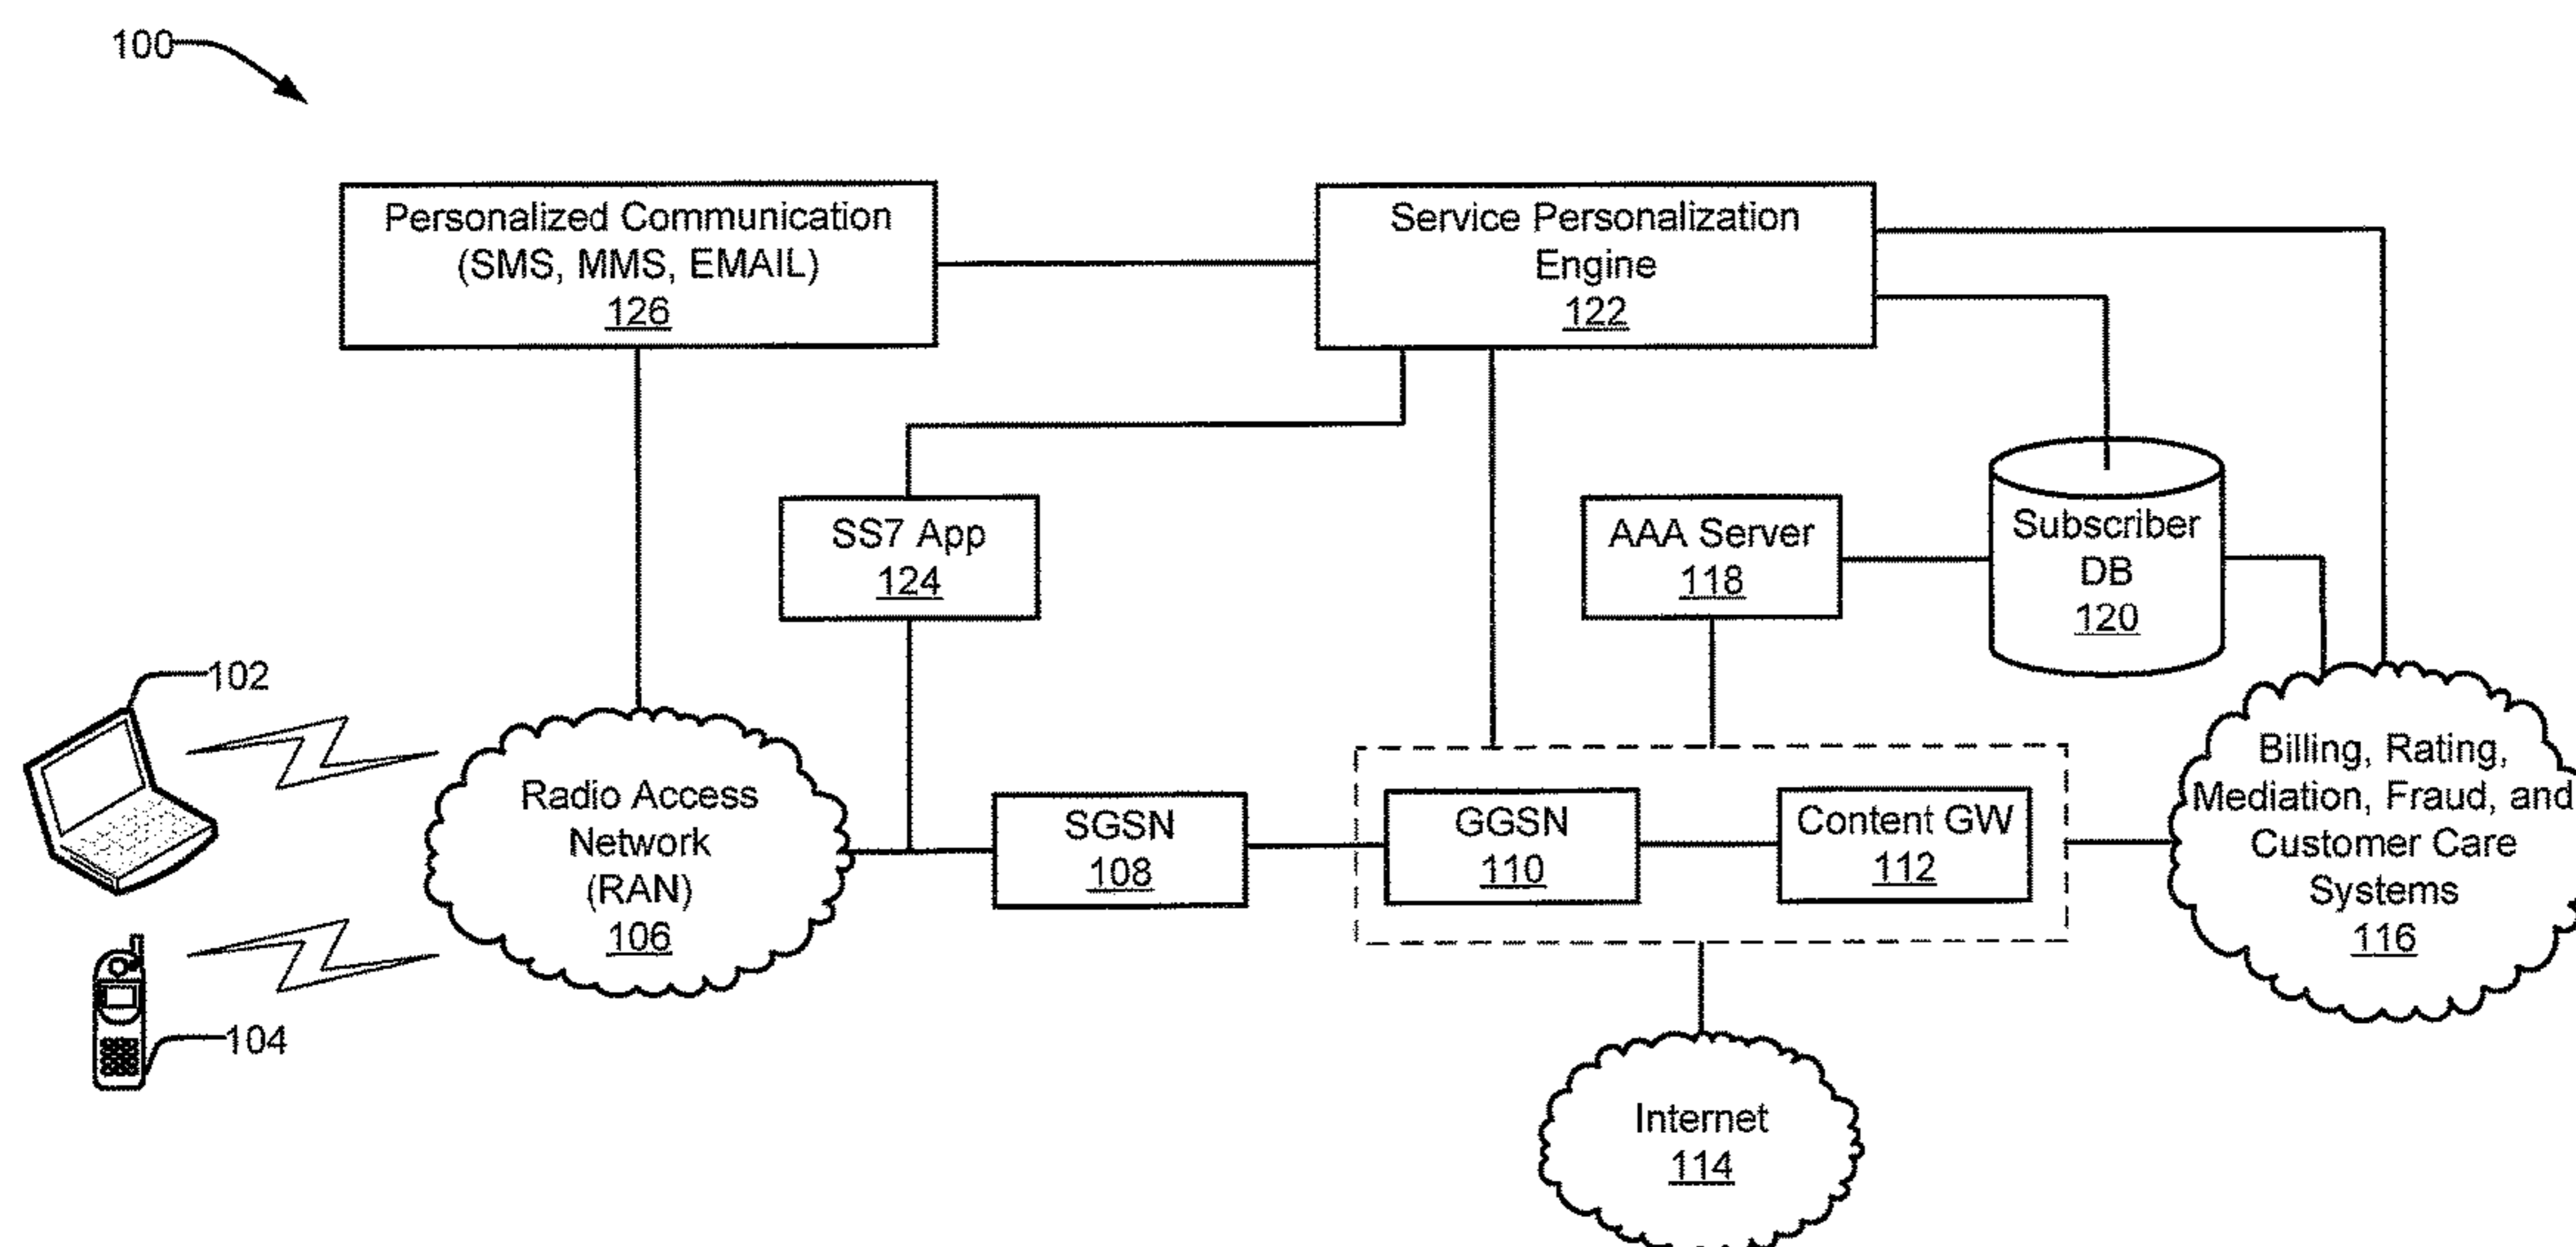 100
Personalized Communication
(SMS, MMS, EMAIL)
126
Service Personalization
Engine
122
SS7 App
124
AAA Server
118
Subscriber
DB
120
102
104
Radio Access
Network
(RAN)
106
SGSN
108
GGSN
110
Content GW
112
Billing, Rating,
Mediation, Fraud, and
Customer Care
Systems
116
Internet
114